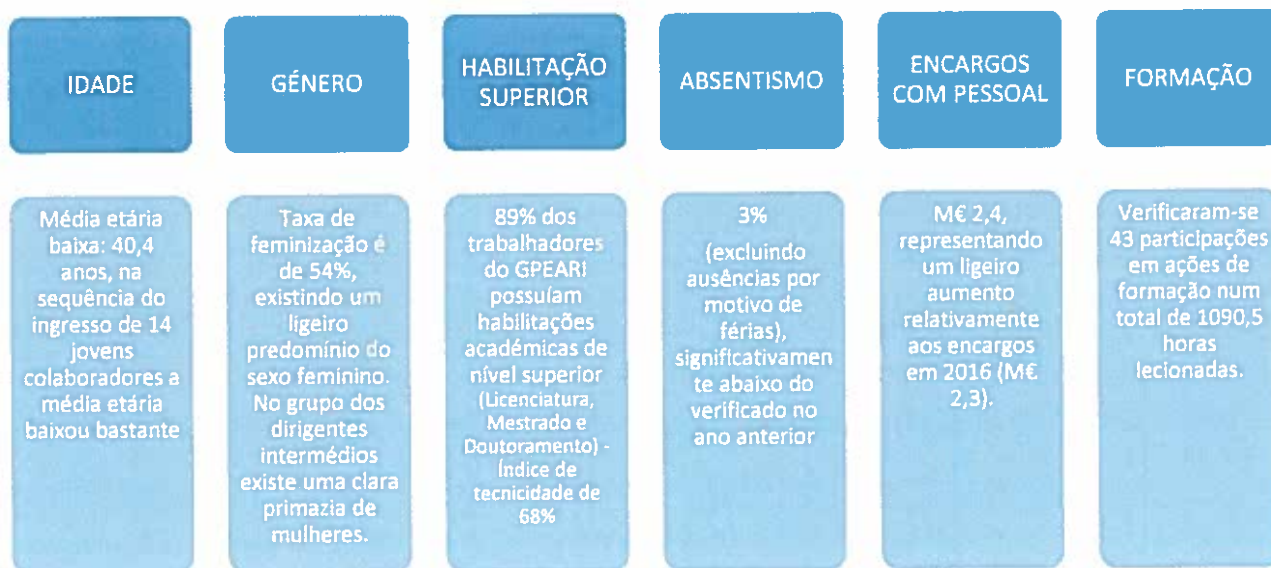 IDADE
Média etária
baixa: 40,4
anos, na
sequência do
ingresso de 14
jovens
colaboradores a
média etária
baixou bastante
GÉNERO
Taxa de
feminização é
de 54%,
existindo um
ligeiro
predomínio do
sexo feminino.
No grupo dos
dirigentes
intermédios
existe uma clara
primazia de
mulheres.
HABILITAÇÃO
SUPERIOR
89% dos
trabalhadores
do GPEARI
possuíam
habilitações
académicas de
nível superior
(Licenciatura,
Mestrado e
Doutoramento) -
Índice de
tecnicidade de
68%
ABSENTISMO
3%
(excluindo
ausências por
motivo de
férias),
significativamen
te abaixo do
verificado no
ano anterior
ENCARGOS
COM PESSOAL
M€ 2,4,
representando
um ligeiro
aumento
relativamente
aos encargos
em 2016 (M€
2,3).
FORMAÇÃO
Verificaram-se
43 participações
em ações de
formação num
total de 1090,5
horas
lecionadas.